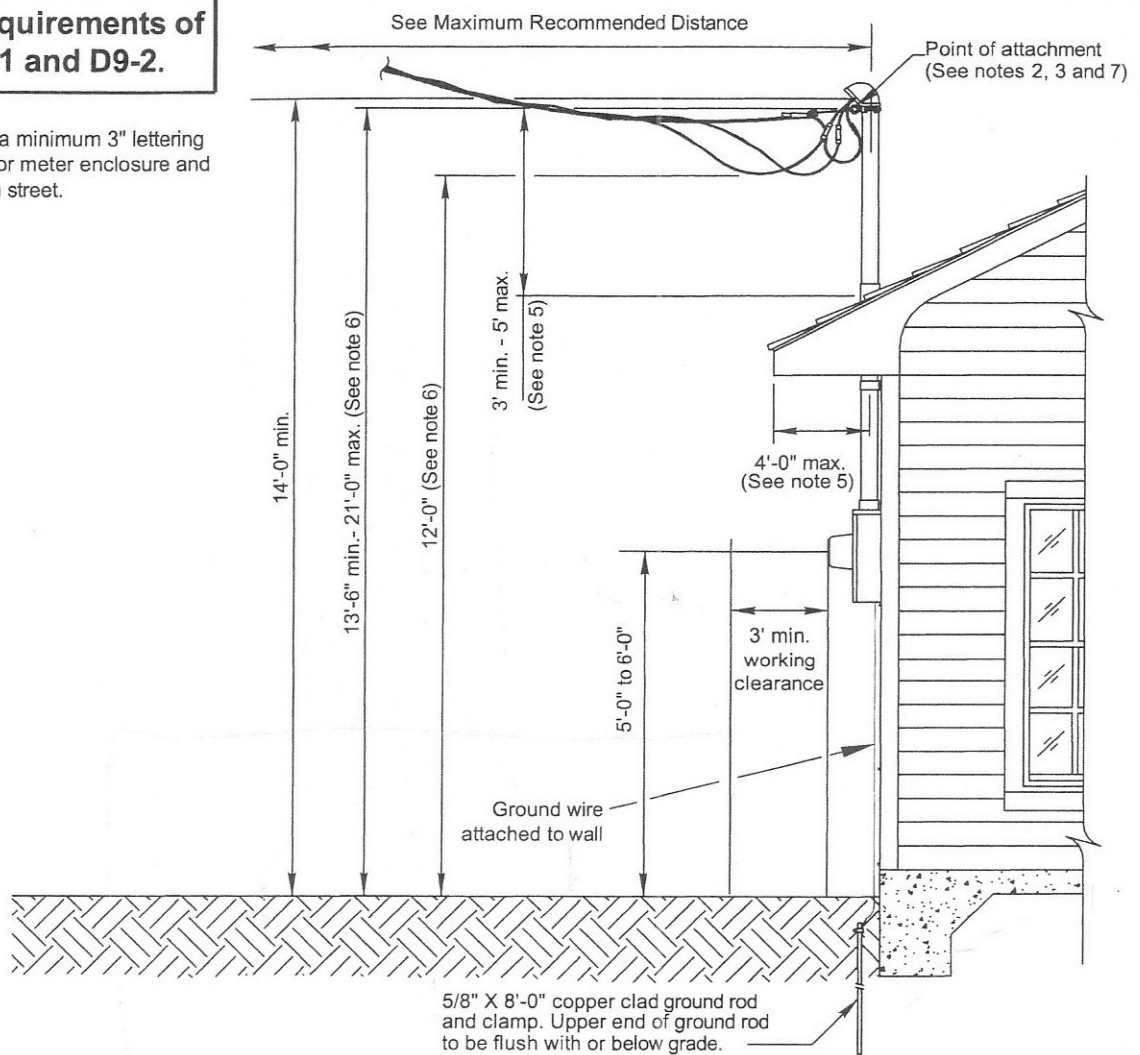 quirements of
1 and D9-2.
a minimum 3" lettering
or meter enclosure and
street.
See Maximum Recommended Distance
Point of attachment
(See notes 2, 3 and 7)
14'-0" min.
13'-6" min.- 21'-0" max. (See note 6)
12'-0" (See note 6)
3' min. - 5' max.
(See note 5)
4'-0" max.
(See note 5)
5'-0" to 6'-0"
3' min.
working
clearance
Ground wire
attached to wall
5/8" X 8'-0" copper clad ground rod
and clamp. Upper end of ground rod
to be flush with or below grade.